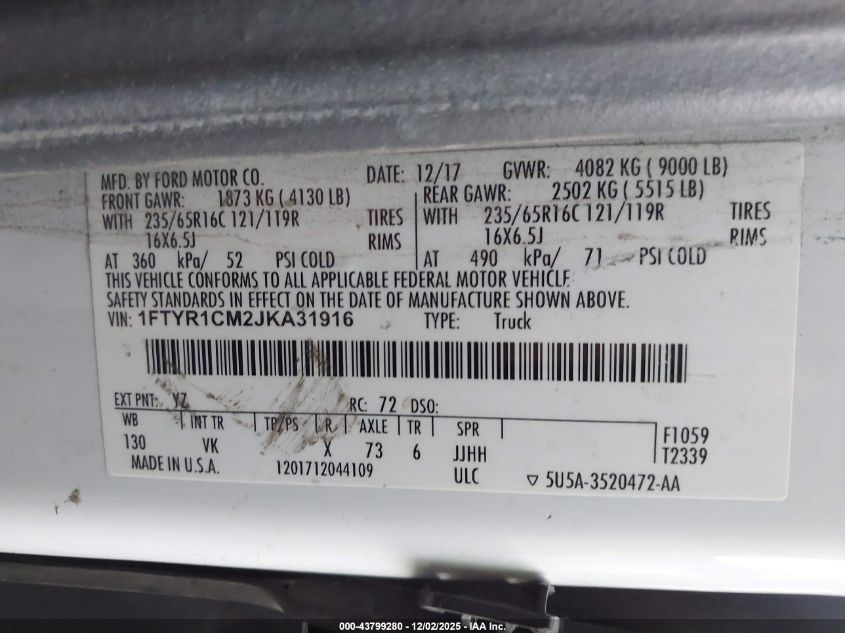 MFD. BY FORD MOTOR CO. DATE: 12/17 GVWR: 4082 KG ( 9000 LB)
FRONT GAWR: 1873 KG ( 4130 LB) REAR GAWR: 2502 KG ( 5515 LB)
WITH 235/65R16C 121/119R TIRES WITH 235/65R16C 121/119R TIRES
16X6.5J RIMS 16X6.5J RIMS
AT 360 kPa/ 52 PSI COLD AT 490 kPa/ 71 PSI COLD
THIS VEHICLE CONFORMS TO ALL APPLICABLE FEDERAL MOTOR VEHICLE
SAFETY STANDARDS IN EFFECT ON THE DATE OF MANUFACTURE SHOWN ABOVE.
VIN: 1FTYR1CM2JKA31916 TYPE: Truck
EXT PNT: YZ RC: 72 DSO:
WB INT TR TP/PS R AXLE TR SPR F1059
130 VK X 73 6 JJHH T2339
MADE IN U.S.A. 1201712044109 ULC ▽ 5U5A-3520472-AA
000-43799280 - 12/02/2025 - IAA Inc.